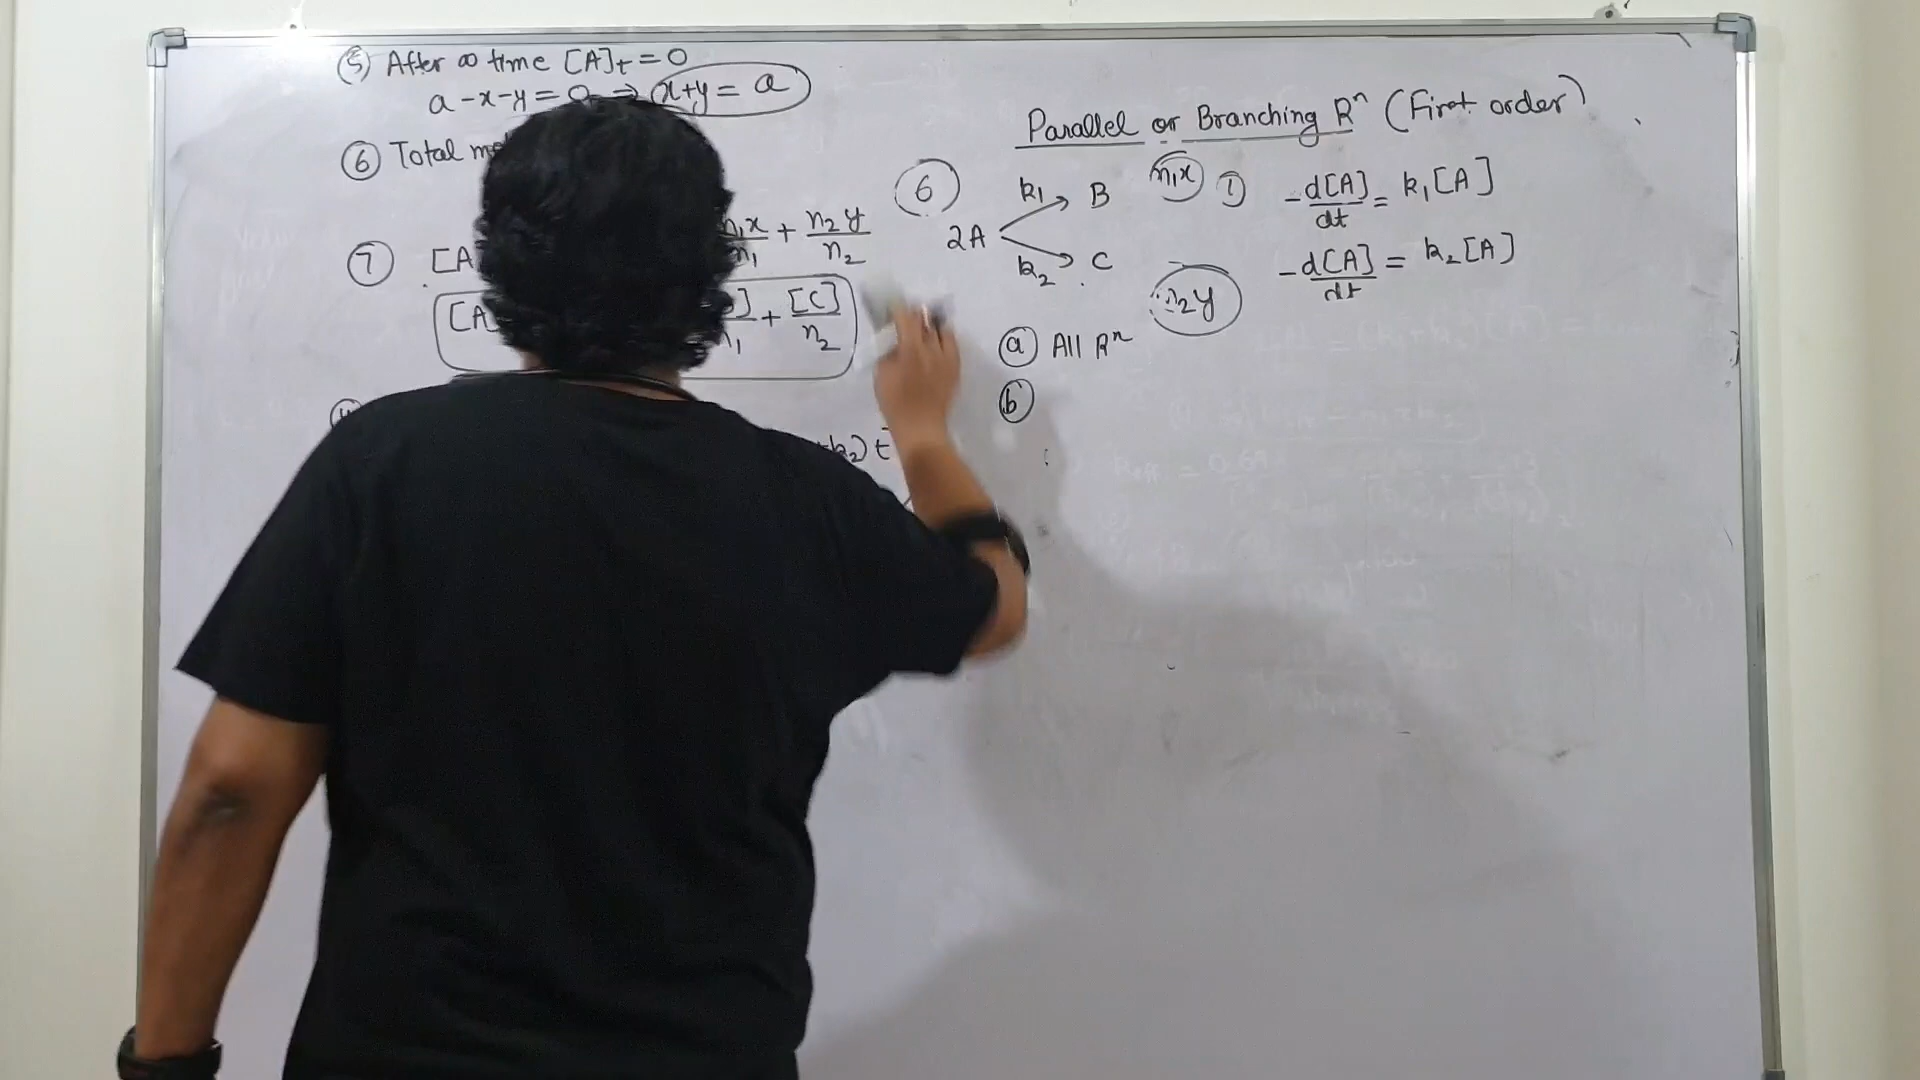 ⑤ After ∞ time [A]t = 0
a - x - y = 0 ⇒ x+y = a
⑥ Total
⑦ [A n₁x/n₁ + n₂y/n₂
[A + [C]/n₂
k₂) t
Parallel or Branching Rⁿ (First order)
⑥ 2A
k₁ B n₁x
k₂ C n₂y
① -d[A]/dt = k₁[A]
-d[A]/dt = k₂[A]
ⓐ All Rⁿ
ⓑ